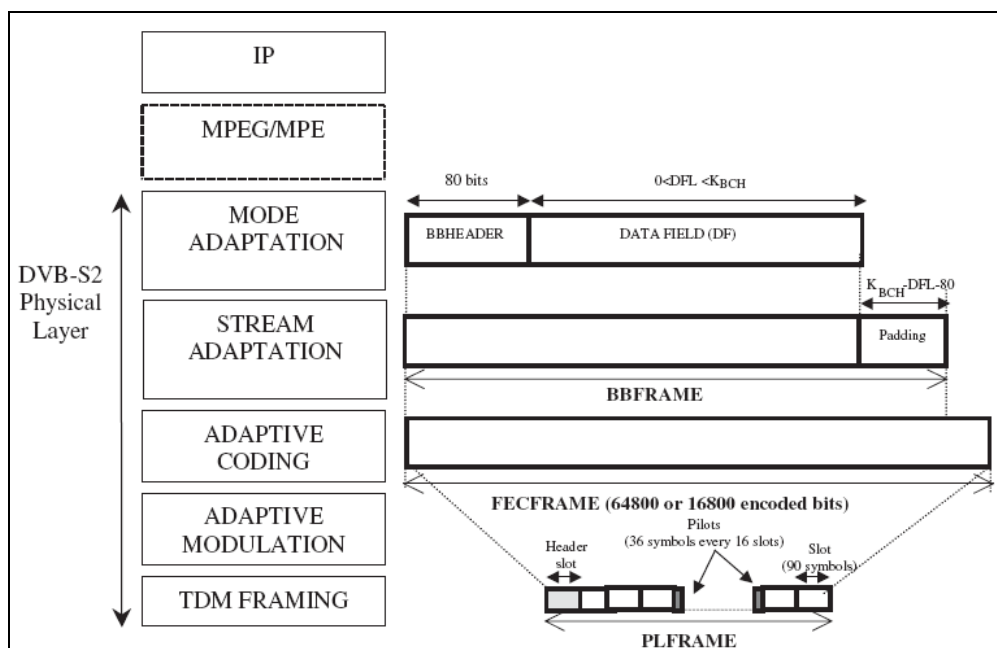 IP
MPEG/MPE
DVB-S2
Physical
Layer
MODE
ADAPTATION
80 bits
0<DFL <KBCH
BBHEADER
DATA FIELD (DF)
STREAM
ADAPTATION
KBCH-DFL-80
Padding
BBFRAME
ADAPTIVE
CODING
FECFRAME (64800 or 16800 encoded bits)
ADAPTIVE
MODULATION
Pilots
(36 symbols every 16 slots)
Header
slot
Slot
(90 symbols)
TDM FRAMING
PLFRAME